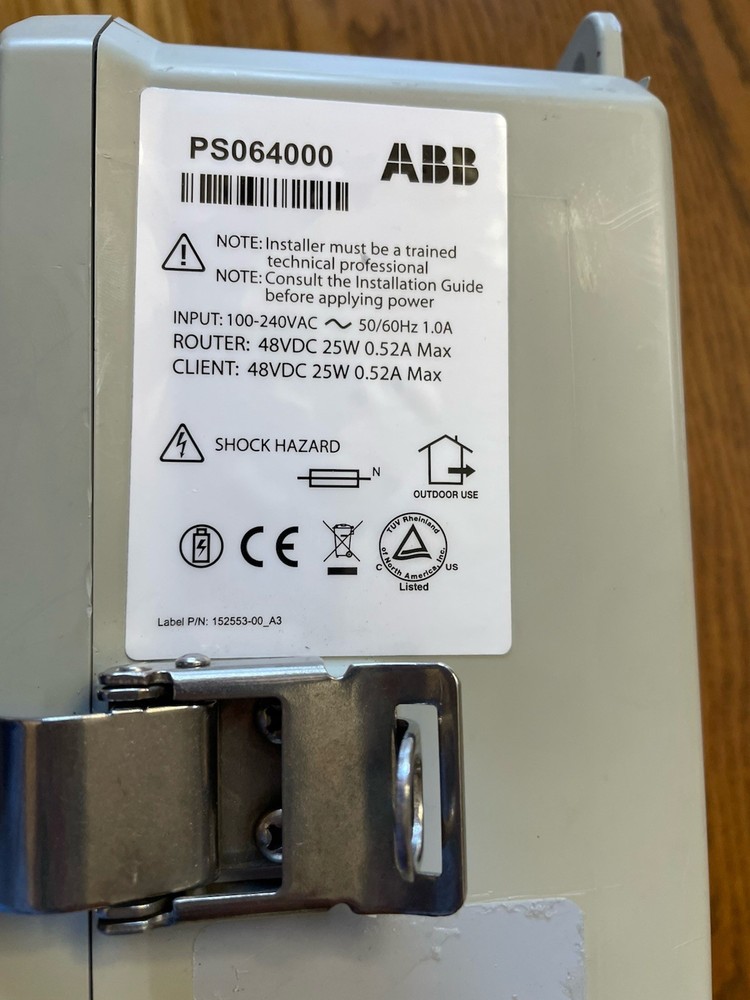 PS064000
ABB
NOTE: Installer must be a trained
technical professional
NOTE: Consult the Installation Guide
before applying power
INPUT: 100-240VAC ~ 50/60Hz 1.0A
ROUTER: 48VDC 25W 0.52A Max
CLIENT: 48VDC 25W 0.52A Max
SHOCK HAZARD
N
OUTDOOR USE
CE
TUV Rheinland
of North America, Inc.
C US
Listed
Label P/N: 152553-00_A3